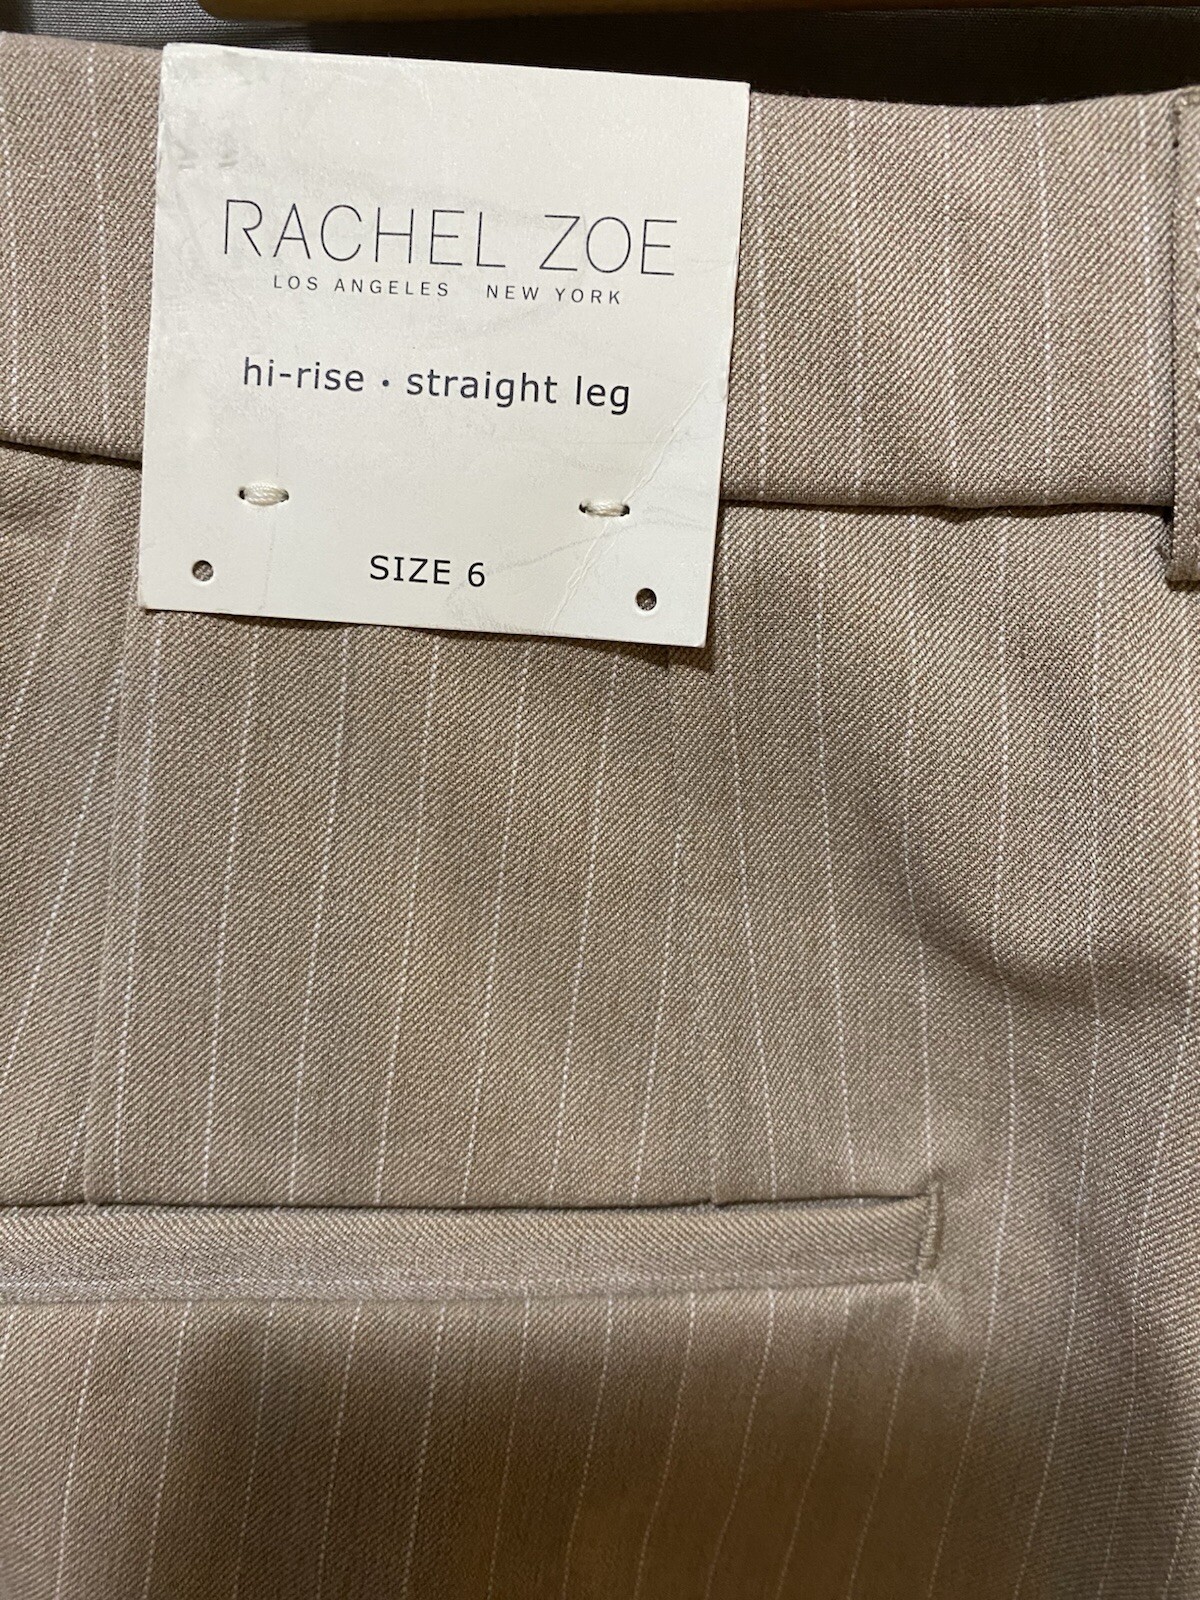 RACHEL ZOE
LOS ANGELES NEW YORK
hi-rise • straight leg
SIZE 6